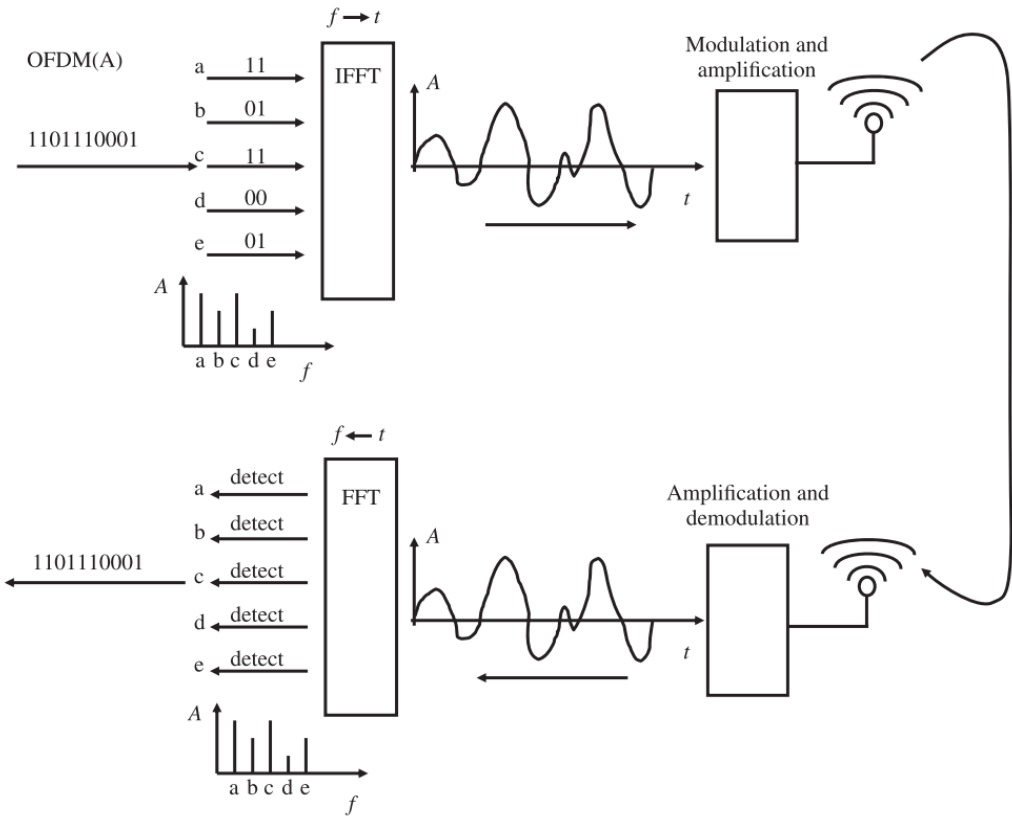 f → t
OFDM(A)
1101110001
a 11
b 01
c 11
d 00
e 01
IFFT
A
t
Modulation and
amplification
A
a b c d e
f
f ← t
1101110001
a detect
b detect
c detect
d detect
e detect
FFT
A
t
Amplification and
demodulation
A
a b c d e
f